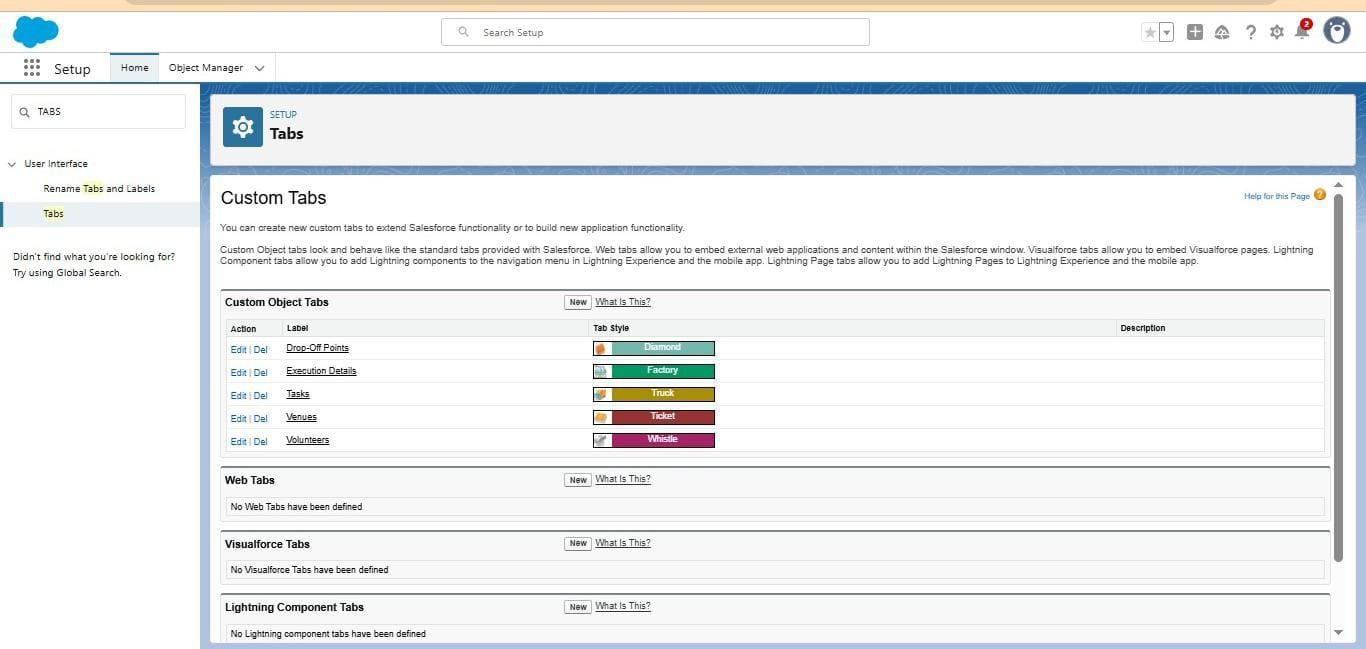 Search Setup
2
Setup
Home
Object Manager
TABS
User Interface
Rename Tabs and Labels
Tabs
Didn't find what you're looking for?
Try using Global Search.
SETUP
Tabs
Custom Tabs
Help for this Page
You can create new custom tabs to extend Salesforce functionality or to build new application functionality.
Custom Object tabs look and behave like the standard tabs provided with Salesforce. Web tabs allow you to embed external web applications and content within the Salesforce window. Visualforce tabs allow you to embed Visualforce pages. Lightning
Component tabs allow you to add Lightning components to the navigation menu in Lightning Experience and the mobile app. Lightning Page tabs allow you to add Lightning Pages to Lightning Experience and the mobile app.
Custom Object Tabs New What Is This?
Action Label Tab Style Description
Edit | Del Drop-Off Points Diamond
Edit | Del Execution Details Factory
Edit | Del Tasks Truck
Edit | Del Venues Ticket
Edit | Del Volunteers Whistle
Web Tabs New What Is This?
No Web Tabs have been defined
Visualforce Tabs New What Is This?
No Visualforce Tabs have been defined
Lightning Component Tabs New What Is This?
No Lightning component tabs have been defined